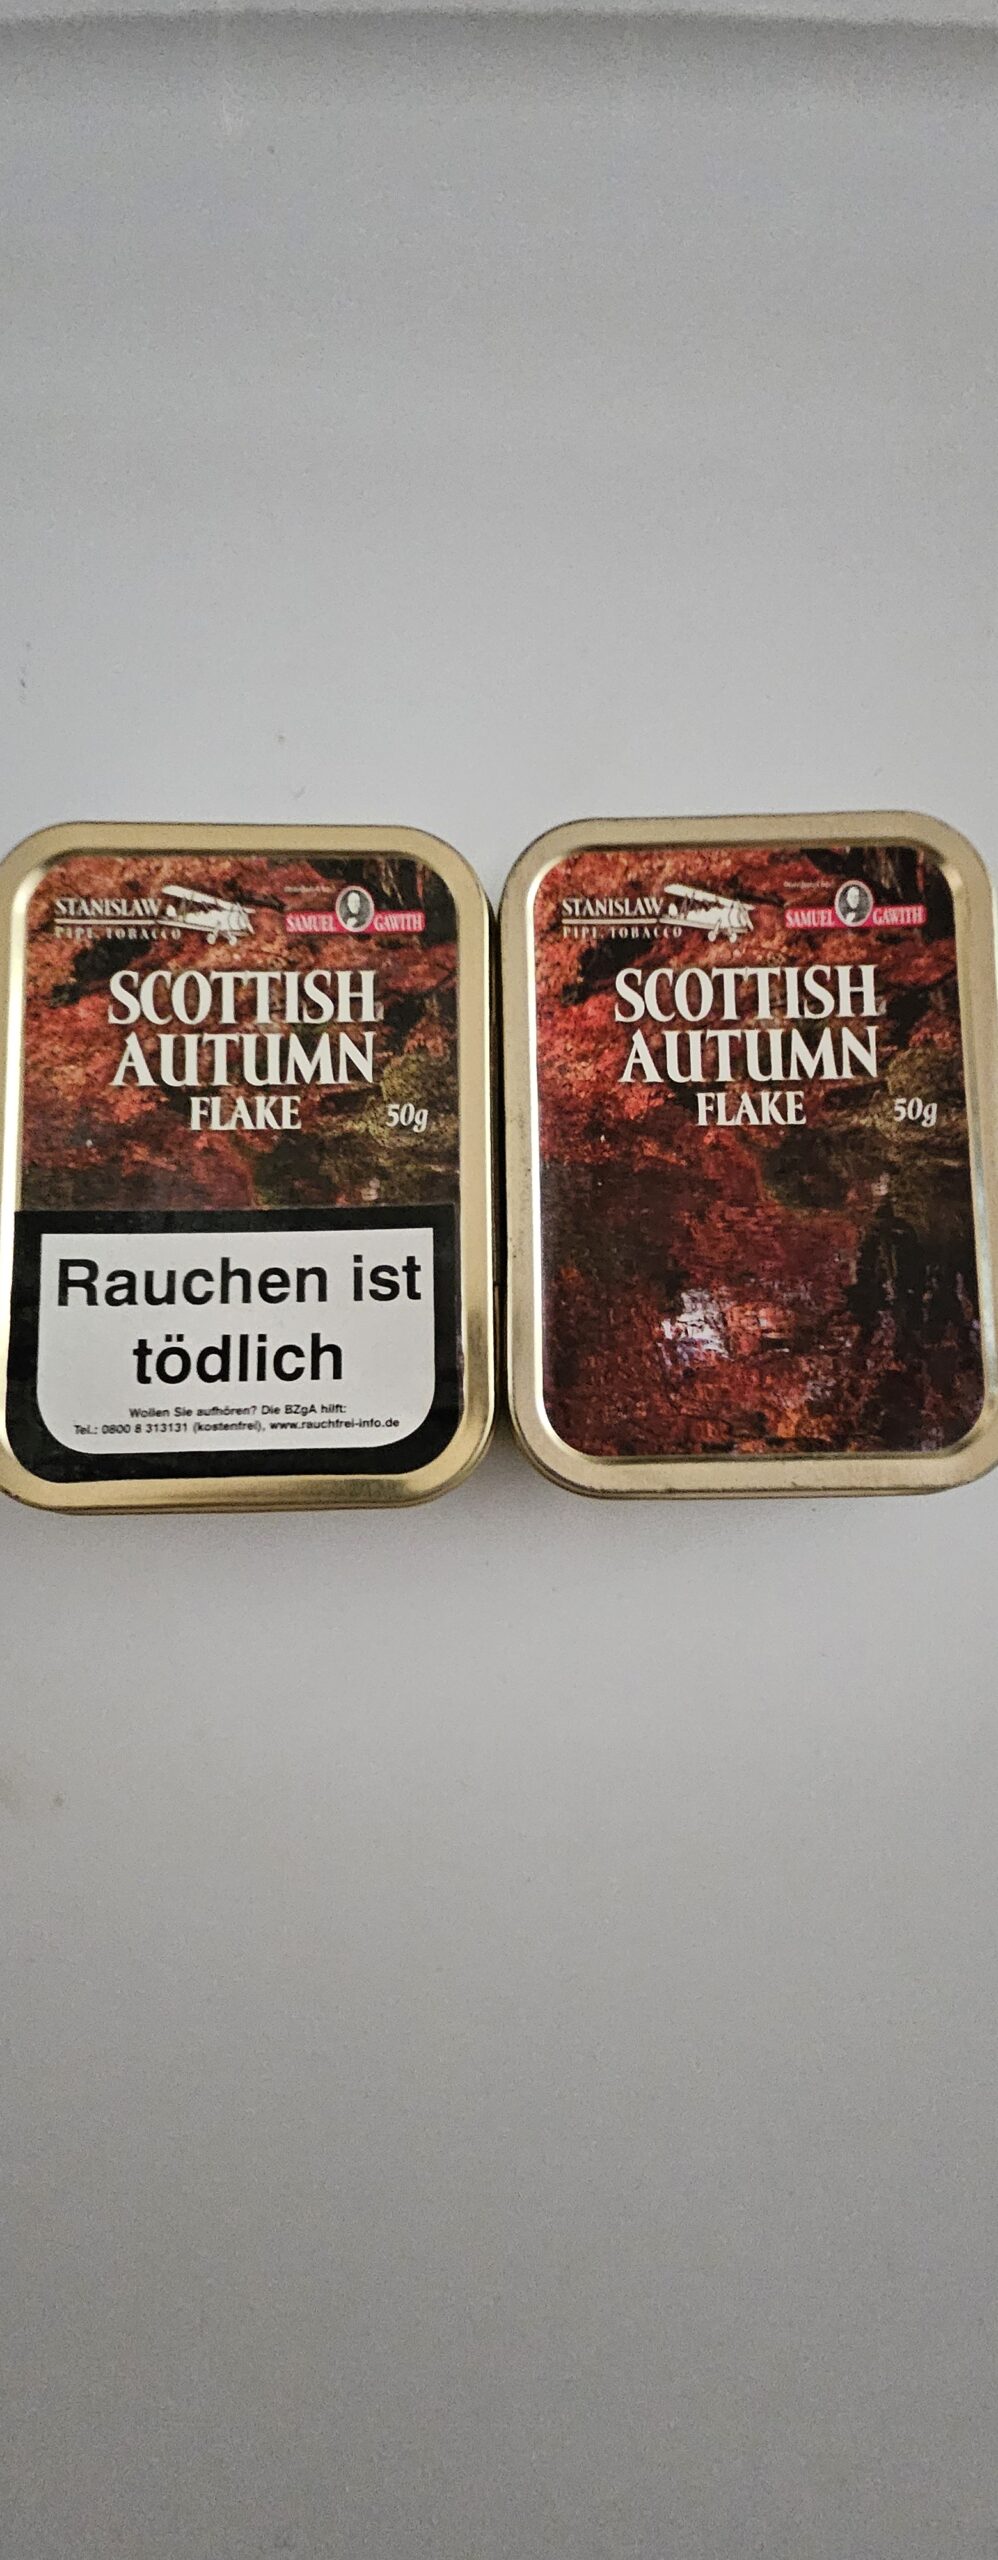 STANISLAW
PIPE TOBACCO
SAMUEL GAWITH
SCOTTISH
AUTUMN
FLAKE
50g
Rauchen ist
tödlich
Wollen Sie aufhören? Die BZgA hilft:
Tel.: 0800 8 313131 (kostenfrei), www.rauchfrei-info.de
STANISLAW
PIPE TOBACCO
SAMUEL GAWITH
SCOTTISH
AUTUMN
FLAKE
50g